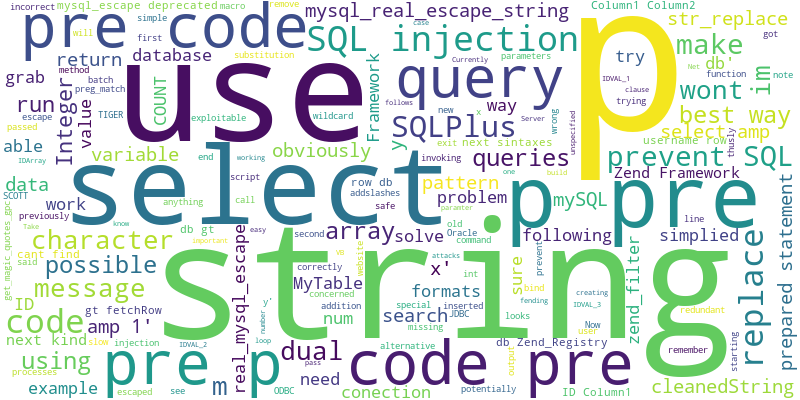 incorrect
mysql_escape deprecated
macro
remove
mysql_real_escape_string
case
Column1 Column2
pre code
simple
first
will
substitution
SQL injection
parameters
str_replace
got
return
database
make
grab
method
batch
preg_match
COUNT
use
query
Currently
try
db'
Net
IDVAL_1
function
note
im
run
Integer
value
escape
TIGER
exploitable
wildcard
Framework
follows
new
x
clause
trying
wont
passed
SQLPlus
way
Server
wrong
unspecified
p
best way
able
IDArray
variable
end
working
obviously
y
exit
next sintaxes
username row
select amp
thusly
data
script
row db
addslashes
invoking
queries
one
build
prevent SQL
SCOTT
work
anything
call
select
pattern
problem
safe
paramter
mySQL
Zend Framework
get_magic_quotes_gpc
previously
know
p
pre
line
character
Take
cant find
said
db gt
easy
important
second
array
VB
solve
old
Oracle
command
following
prevent
simplied
possible
real_mysql_escape
string
website
attacks
x'
sure
creating
zend_filter
replace
prepared statement
message
ID
correctly
concerned
MyTable
formats
int
bind
fending
IDVAL_3
redundant
code
gt fetchRow
amp 1'
y'
number
addition
num
search
special
inserted
JDBC
looks
Now
user
starting
next kind
slow
injection
IDVAL_2
loop
missing
alternative
db Zend_Registry
remember
using
processes
pre
p
dual
pass
code pre
output
ID Column1
example
escaped
see
m
ODBC
need
conection
potentially
cleanedString